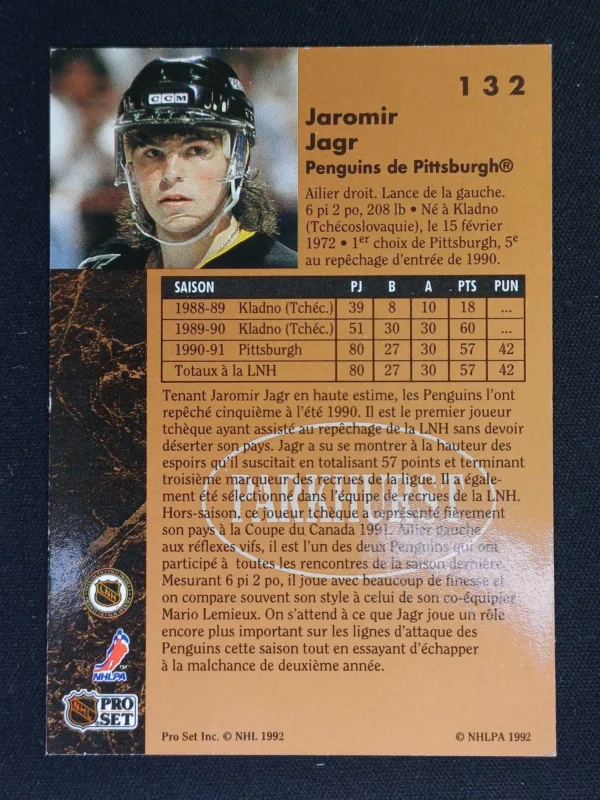 CCM
132
Jaromir
Jagr
Penguins de Pittsburgh®
Ailier droit. Lance de la gauche.
6 pi 2 po, 208 lb • Né à Kladno
(Tchécoslovaquie), le 15 février
1972 • 1er choix de Pittsburgh, 5e
au repêchage d'entrée de 1990.
SAISON PJ B A PTS PUN
1988-89 Kladno (Tchéc.) 39 8 10 18 ...
1989-90 Kladno (Tchéc.) 51 30 30 60 ...
1990-91 Pittsburgh 80 27 30 57 42
Totaux à la LNH 80 27 30 57 42
Tenant Jaromir Jagr en haute estime, les Penguins l'ont
repêché cinquième à l'été 1990. Il est le premier joueur
tchèque ayant assisté au repêchage de la LNH sans devoir
déserter son pays. Jagr a su se montrer à la hauteur des
espoirs qu'il suscitait en totalisant 57 points et terminant
troisième marqueur des recrues de la ligue. Il a égale-
ment été sélectionné dans l'équipe de recrues de la LNH.
Hors-saison, ce joueur tchèque a représenté fièrement
son pays à la Coupe du Canada 1991. Ailier gauche
aux réflexes vifs, il est l'un des deux Penguins qui ont
participé à toutes les rencontres de la saison dernière.
Mesurant 6 pi 2 po, il joue avec beaucoup de finesse et
on compare souvent son style à celui de son co-équipier
Mario Lemieux. On s'attend à ce que Jagr joue un rôle
encore plus important sur les lignes d'attaque des
Penguins cette saison tout en essayant d'échapper
à la malchance de deuxième année.
PARKHURST
NHL
NHLPA
NHL PRO
SET
Pro Set Inc. © NHL 1992
© NHLPA 1992